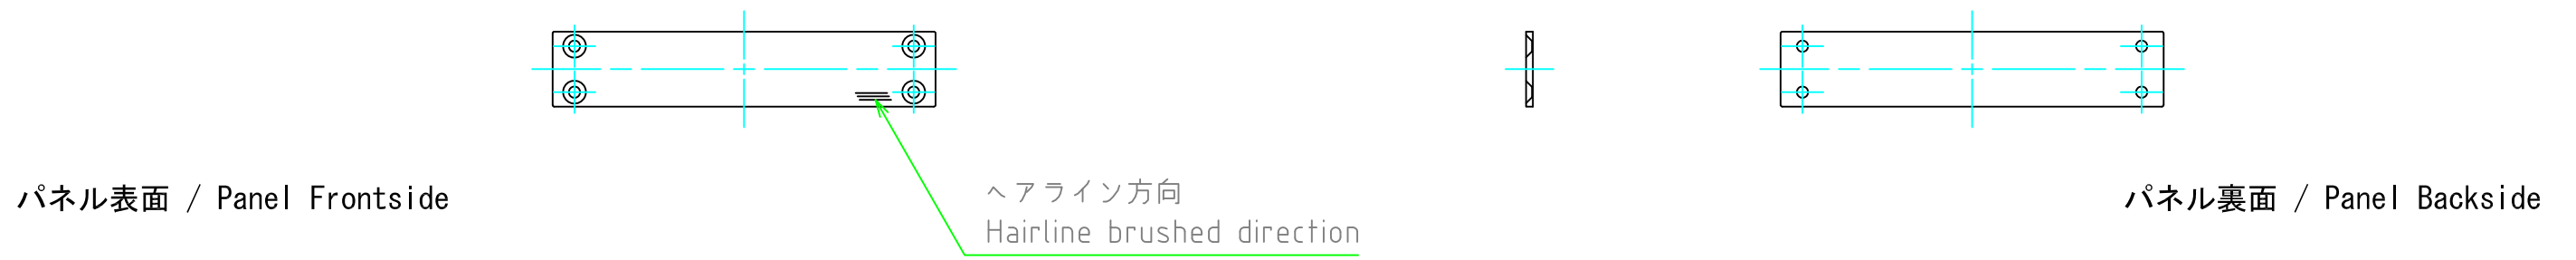 パネル表面 / Panel Frontside
ヘアライン方向
Hairline brushed direction
パネル裏面 / Panel Backside